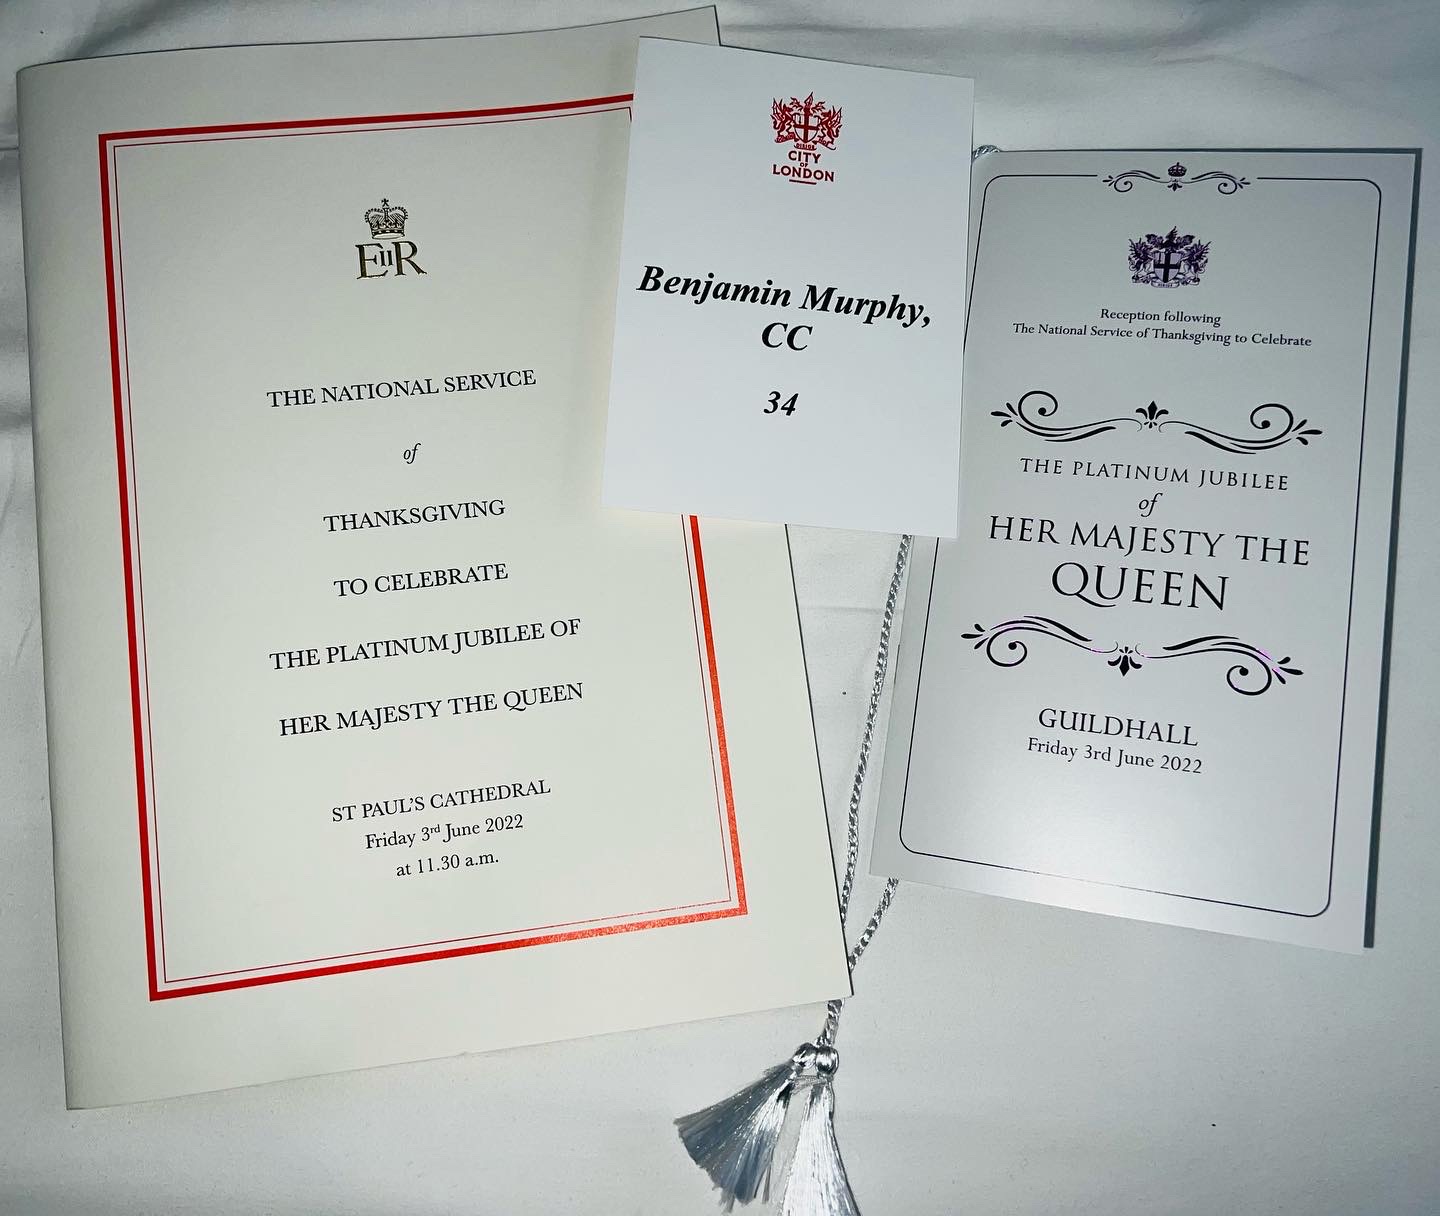 EIIR
THE NATIONAL SERVICE
of
THANKSGIVING
TO CELEBRATE
THE PLATINUM JUBILEE OF
HER MAJESTY THE QUEEN
ST PAUL'S CATHEDRAL
Friday 3rd June 2022
at 11.30 a.m.
CITY
OF
LONDON
Benjamin Murphy,
CC
34
Reception following
The National Service of Thanksgiving to Celebrate
THE PLATINUM JUBILEE
of
HER MAJESTY THE
QUEEN
GUILDHALL
Friday 3rd June 2022